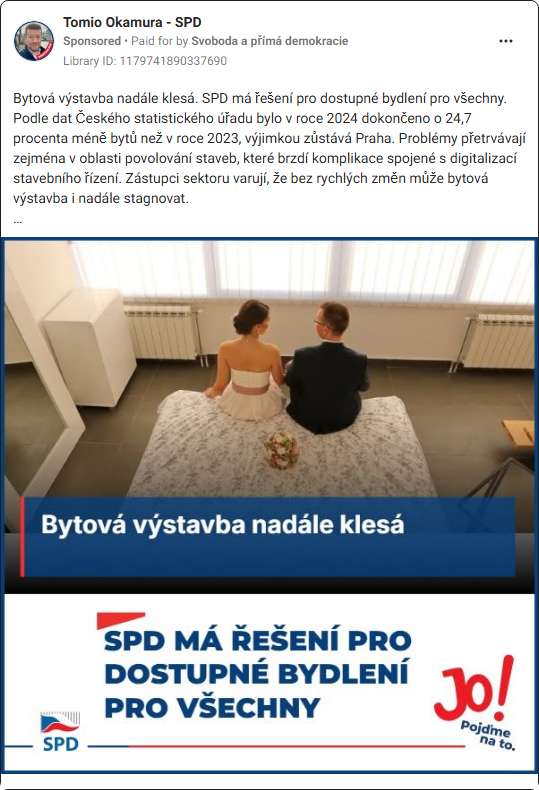 Tomio Okamura - SPD
Sponsored • Paid for by Svoboda a přímá demokracie
Library ID: 1179741890337690
Bytová výstavba nadále klesá. SPD má řešení pro dostupné bydlení pro všechny.
Podle dat Českého statistického úřadu bylo v roce 2024 dokončeno o 24,7
procenta méně bytů než v roce 2023, výjimkou zůstává Praha. Problémy přetrvávají
zejména v oblasti povolování staveb, které brzdí komplikace spojené s digitalizací
stavebního řízení. Zástupci sektoru varují, že bez rychlých změn může bytová
výstavba i nadále stagnovat.
...
Bytová výstavba nadále klesá
SPD MÁ ŘEŠENÍ PRO
DOSTUPNÉ BYDLENÍ
PRO VŠECHNY
SPD
Jo!
Pojďme
na to.